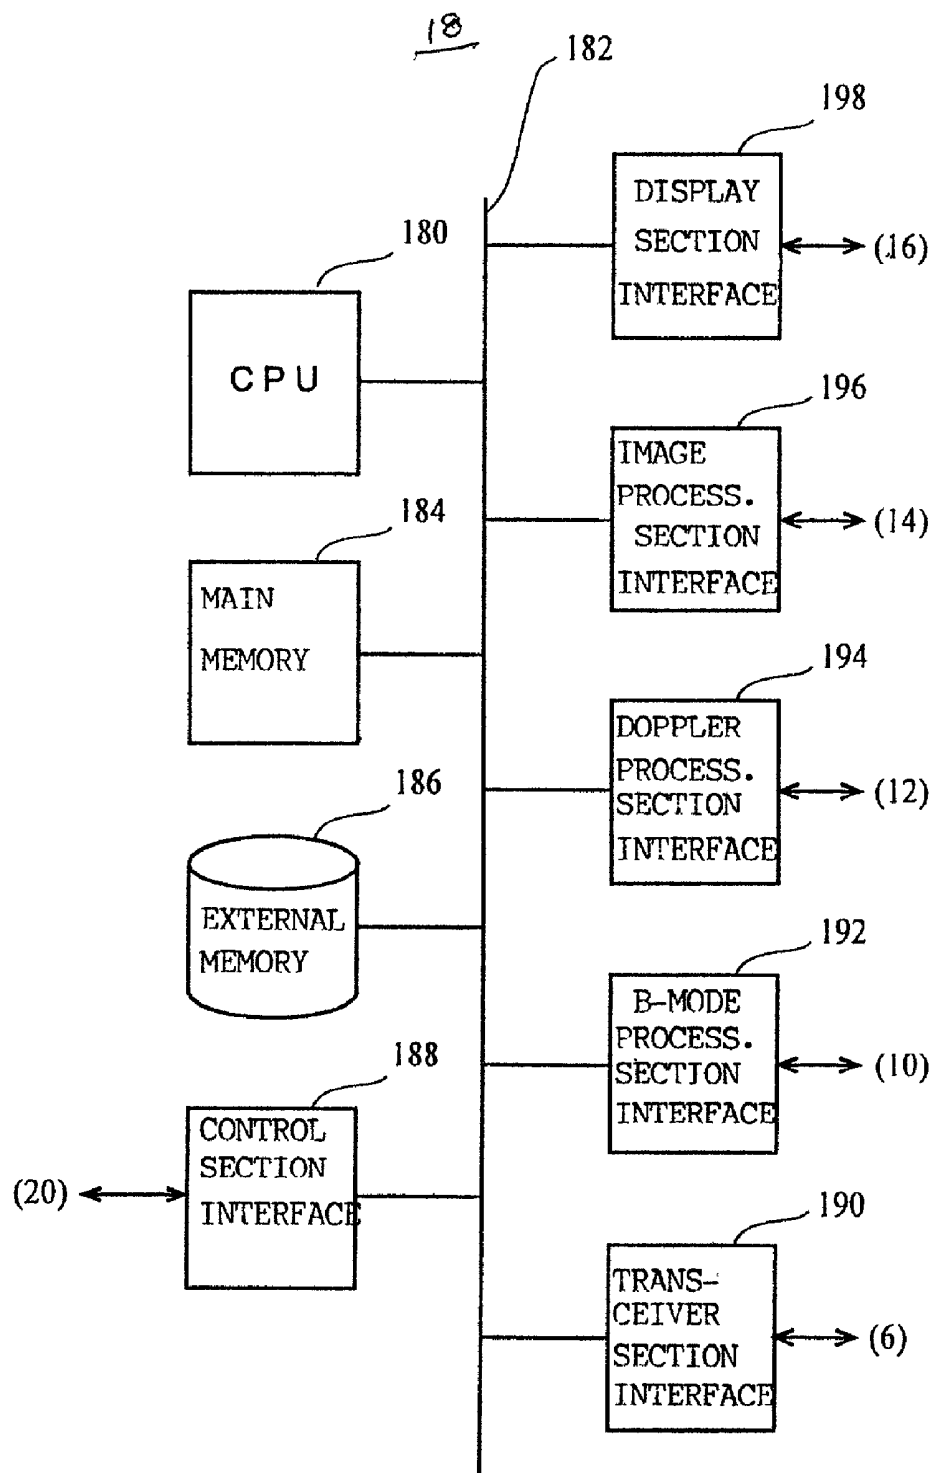 18
182
198
DISPLAY
SECTION
INTERFACE
(16)
180
CPU
196
IMAGE
PROCESS.
SECTION
INTERFACE
(14)
184
MAIN
MEMORY
194
DOPPLER
PROCESS.
SECTION
INTERFACE
(12)
186
EXTERNAL
MEMORY
192
B-MODE
PROCESS.
SECTION
INTERFACE
(10)
188
CONTROL
SECTION
INTERFACE
(20)
190
TRANS-
CEIVER
SECTION
INTERFACE
(6)